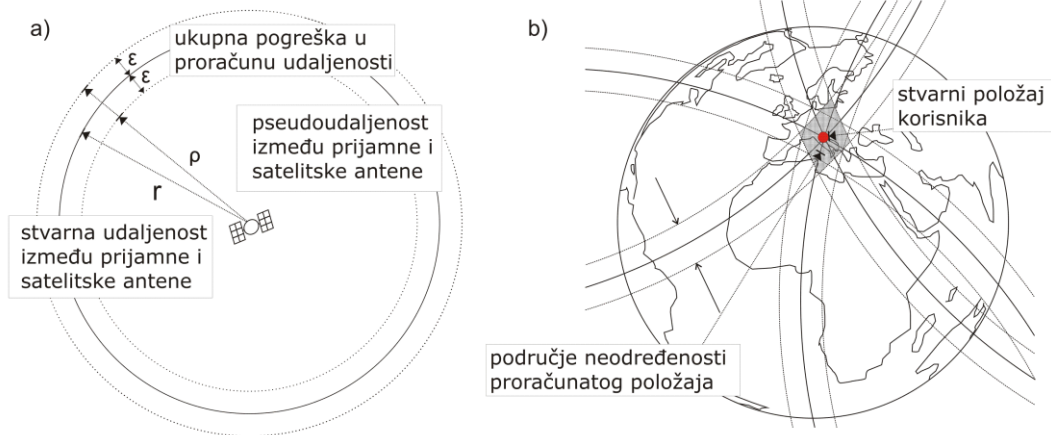 a)
ukupna pogreška u
proračunu udaljenosti
ε
ε
pseudoudaljenost
između prijamne i
satelitske antene
ρ
r
stvarna udaljenost
između prijamne i
satelitske antene
b)
stvarni položaj
korisnika
područje neodređenosti
proračunatog položaja